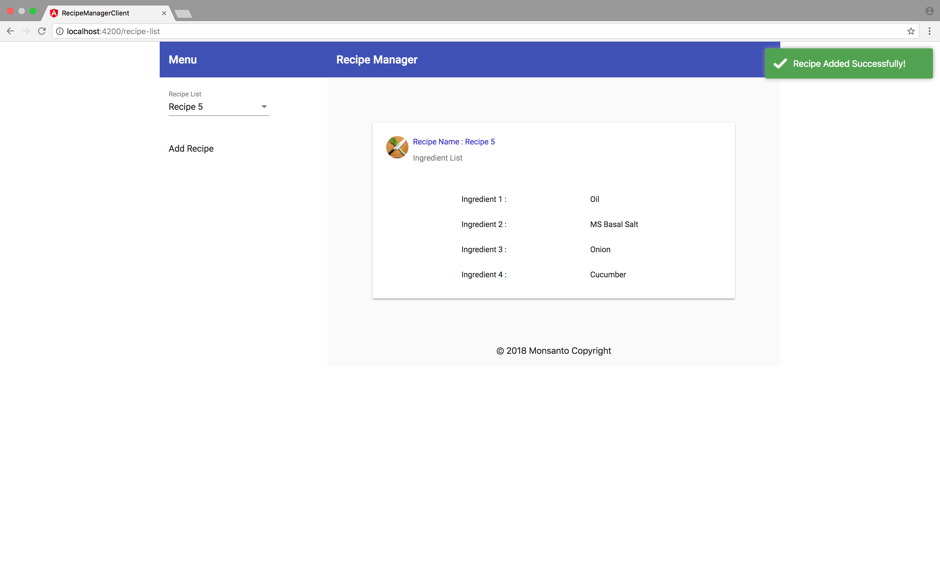 RecipeManagerClient
localhost:4200/recipe-list
Menu
Recipe Manager
Recipe Added Successfully!
Recipe List
Recipe 5
Add Recipe
Recipe Name : Recipe 5
Ingredient List
Ingredient 1 : Oil
Ingredient 2 : MS Basal Salt
Ingredient 3 : Onion
Ingredient 4 : Cucumber
© 2018 Monsanto Copyright